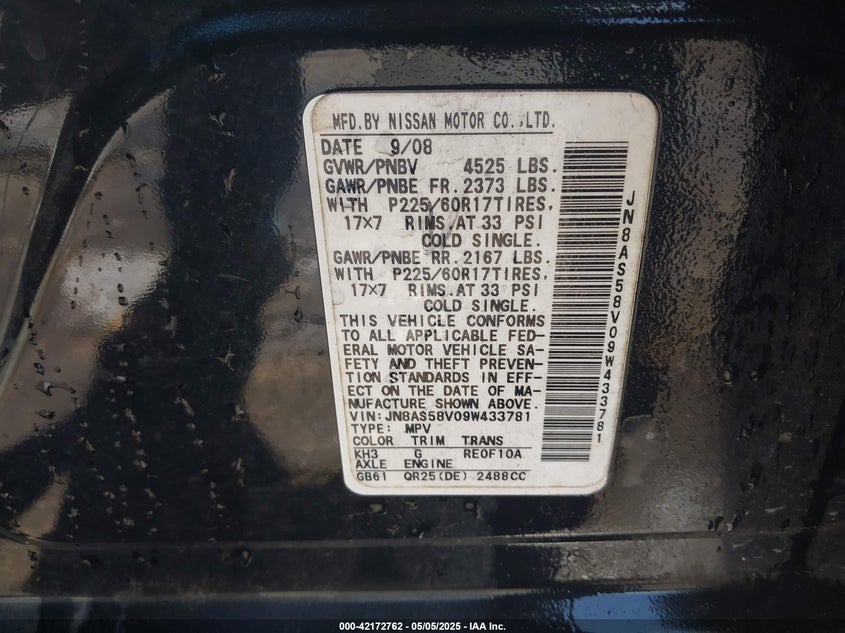 MFD.BY NISSAN MOTOR CO.,LTD.
DATE 9/08
GVWR/PNBV 4525 LBS.
GAWR/PNBE FR.2373 LBS.
WITH P225/60R17TIRES,
17×7 RIMS.AT 33 PSI
COLD SINGLE.
GAWR/PNBE RR.2167 LBS.
WITH P225/60R17TIRES,
17×7 RIMS.AT 33 PSI
COLD SINGLE.
THIS VEHICLE CONFORMS
TO ALL APPLICABLE FED-
ERAL MOTOR VEHICLE SA-
FETY AND THEFT PREVEN-
TION STANDARDS IN EFF-
ECT ON THE DATE OF MA-
NUFACTURE SHOWN ABOVE.
VIN:JN8AS58V09W433781
TYPE: MPV
COLOR TRIM TRANS
KH3 G RE0F10A
AXLE ENGINE
GB61 QR25(DE) 2488CC
JN8AS58V09W433781
000-42172762 - 05/05/2025 - IAA Inc.